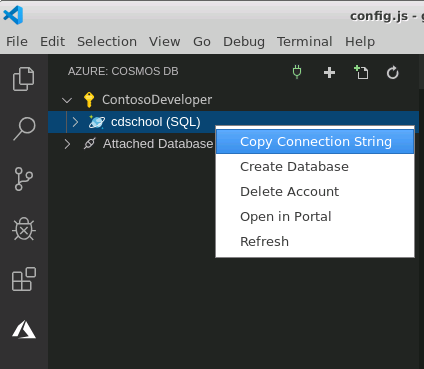 config.js - g
File Edit Selection View Go Debug Terminal Help
AZURE: COSMOS DB
ContosoDeveloper
cdschool (SQL)
Attached Database
Copy Connection String
Create Database
Delete Account
Open in Portal
Refresh